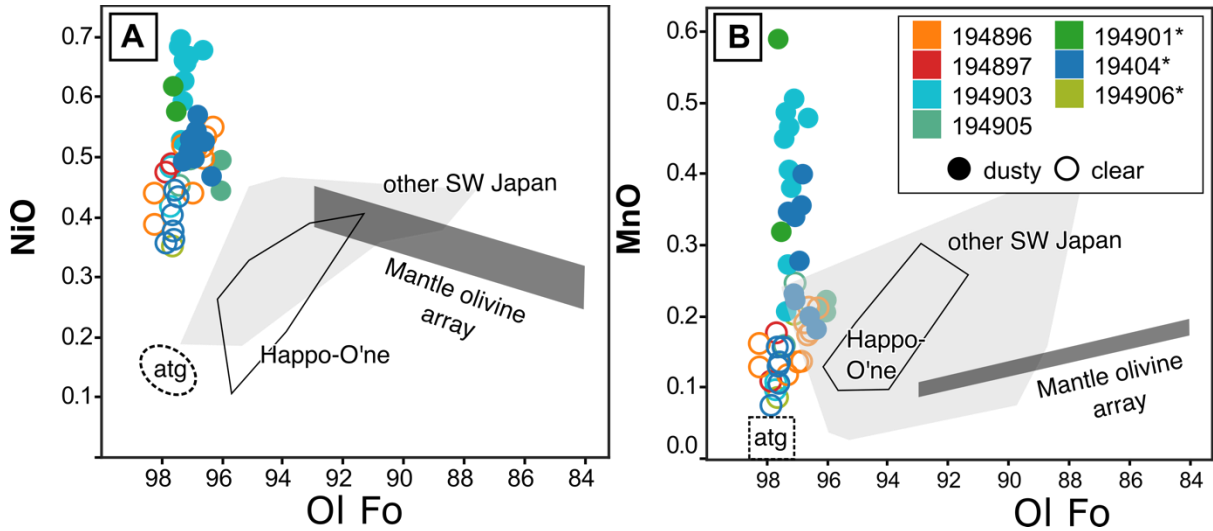 A
NiO
0.7
0.6
0.5
0.4
0.3
0.2
0.1
other SW Japan
Mantle olivine
array
Happo-O'ne
atg
98 96 94 92 90 88 86 84
Ol Fo
B
MnO
0.6
0.5
0.4
0.3
0.2
0.1
0.0
194896
194897
194903
194905
194901*
19404*
194906*
dusty
clear
other SW Japan
Happo-
O'ne
Mantle olivine
array
atg
98 96 94 92 90 88 86 84
Ol Fo